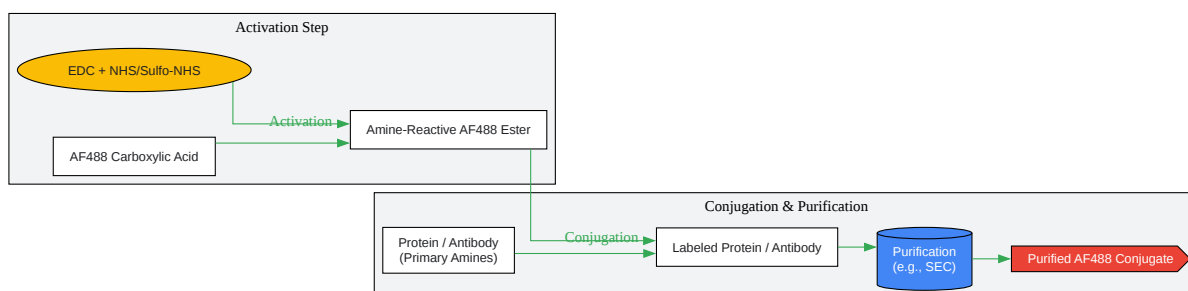 Activation Step
EDC + NHS/Sulfo-NHS
Activation
Amine-Reactive AF488 Ester
AF488 Carboxylic Acid
Conjugation & Purification
Protein / Antibody
(Primary Amines)
Conjugation
Labeled Protein / Antibody
Purification
(e.g., SEC)
Purified AF488 Conjugate